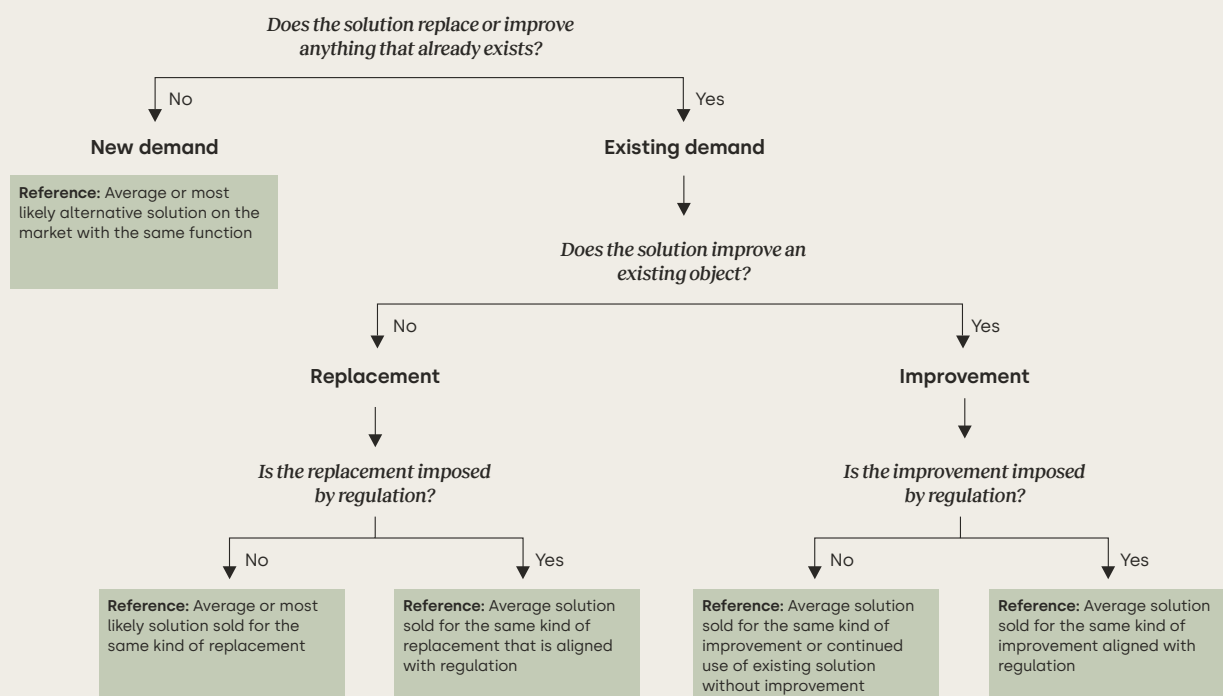 Does the solution replace or improve
anything that already exists?
No
Yes
New demand
Existing demand
Reference: Average or most
likely alternative solution on the
market with the same function
Does the solution improve an
existing object?
No
Yes
Replacement
Improvement
Is the replacement imposed
by regulation?
Is the improvement imposed
by regulation?
No
Yes
No
Yes
Reference: Average or most
likely solution sold for the
same kind of replacement
Reference: Average solution
sold for the same kind of
replacement that is aligned
with regulation
Reference: Average solution
sold for the same kind of
improvement or continued
use of existing solution
without improvement
Reference: Average solution
sold for the same kind of
improvement aligned with
regulation